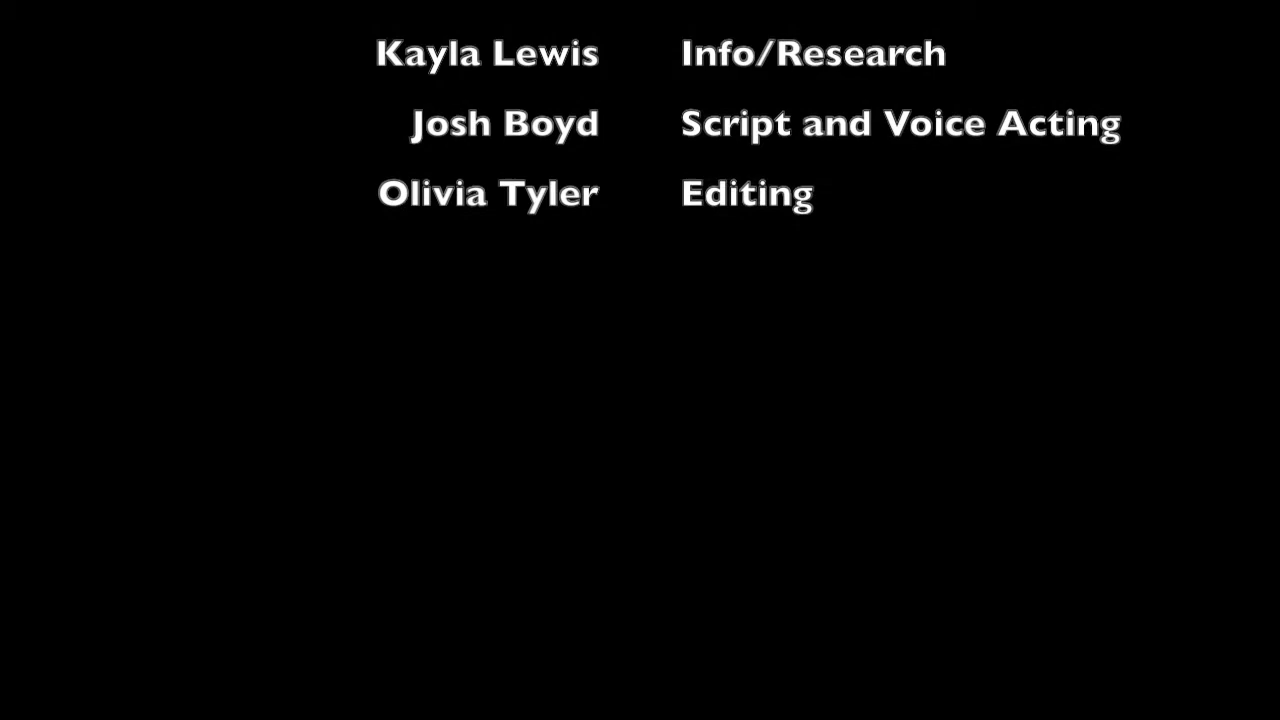 Kayla Lewis Info/Research
Josh Boyd Script and Voice Acting
Olivia Tyler Editing